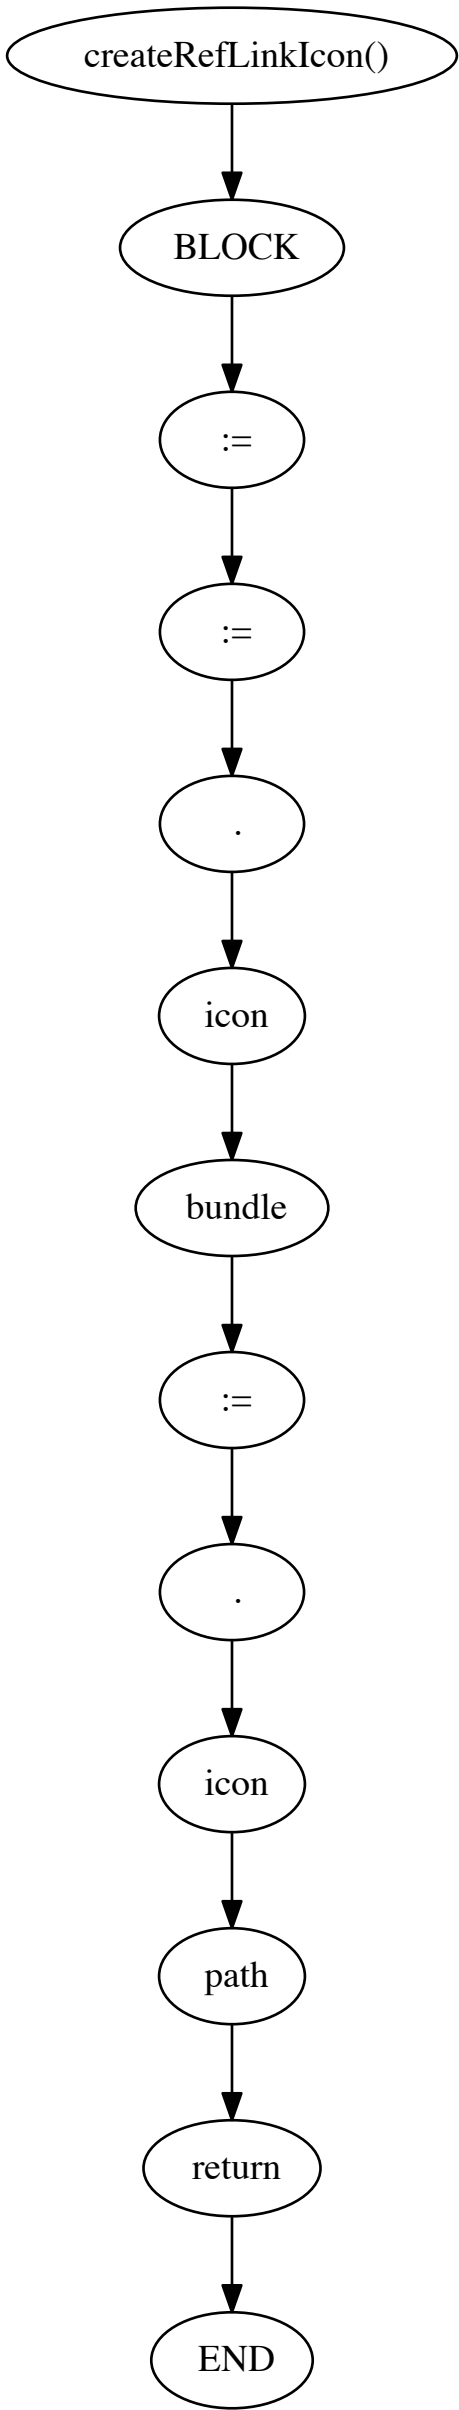 createRefLinkIcon()
BLOCK
:=
:=
.
icon
bundle
:=
.
icon
path
return
END